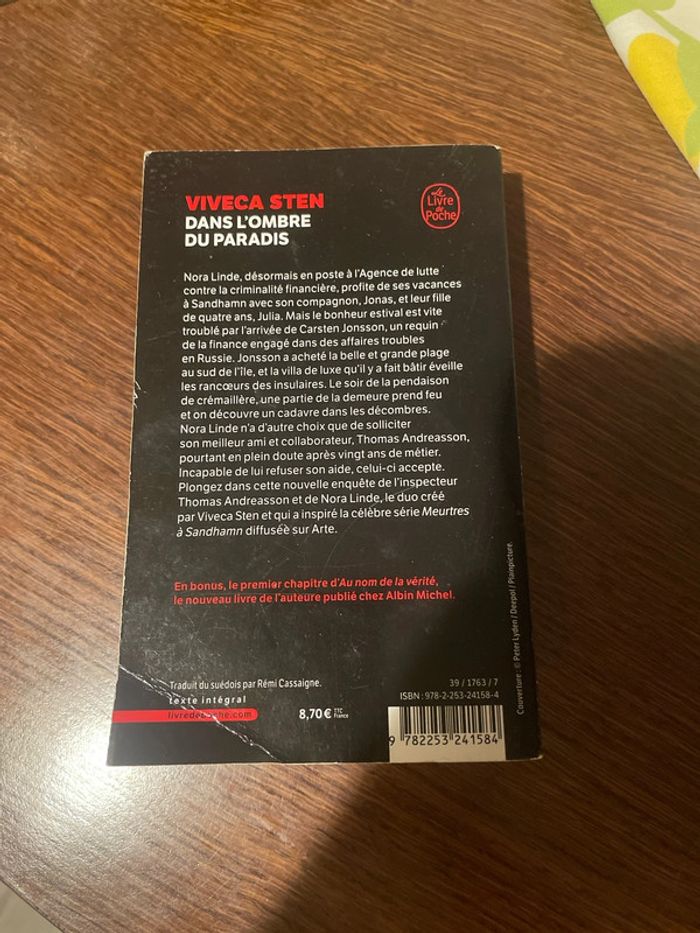 VIVECA STEN
DANS L'OMBRE
DU PARADIS
Le
Livre
de
Poche
Nora Linde, désormais en poste à l'Agence de lutte
contre la criminalité financière, profite de ses vacances
à Sandhamn avec son compagnon, Jonas, et leur fille
de quatre ans, Julia. Mais le bonheur estival est vite
troublé par l'arrivée de Carsten Jonsson, un requin
de la finance engagé dans des affaires troubles
en Russie. Jonsson a acheté la belle et grande plage
au sud de l'île, et la villa de luxe qu'il y a fait bâtir éveille
les rancœurs des insulaires. Le soir de la pendaison
de crémaillère, une partie de la demeure prend feu
et on découvre un cadavre dans les décombres.
Nora Linde n'a d'autre choix que de solliciter
son meilleur ami et collaborateur, Thomas Andreasson,
pourtant en plein doute après vingt ans de métier.
Incapable de lui refuser son aide, celui-ci accepte.
Plongez dans cette nouvelle enquête de l'inspecteur
Thomas Andreasson et de Nora Linde, le duo créé
par Viveca Sten et qui a inspiré la célèbre série Meurtres
à Sandhamn diffusée sur Arte.
En bonus, le premier chapitre d'Au nom de la vérité,
le nouveau livre de l'auteure publié chez Albin Michel.
Traduit du suédois par Rémi Cassaigne.
texte intégral
livredepoche.com
8,70 € TTC
France
39 / 1763 / 7
ISBN : 978-2-253-24158-4
9 782253 241584
Couverture : © Peter Lyden / Deepol / Plainpicture.